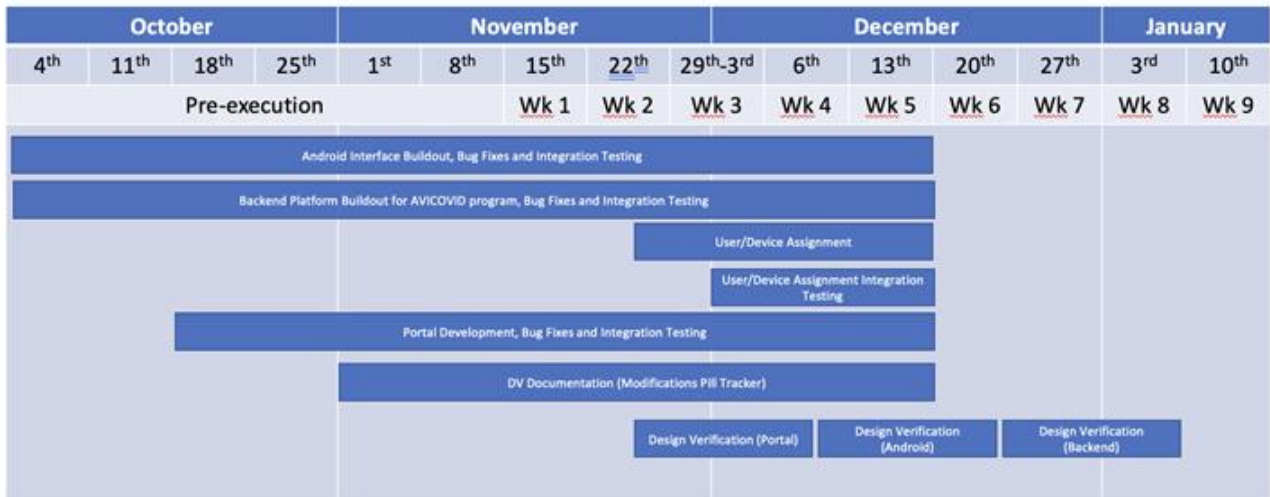 October November December January
4th 11th 18th 25th 1st 8th 15th 22th 29th-3rd 6th 13th 20th 27th 3rd 10th
Pre-execution Wk 1 Wk 2 Wk 3 Wk 4 Wk 5 Wk 6 Wk 7 Wk 8 Wk 9
Android Interface Buildout, Bug Fixes and Integration Testing
Backend Platform Buildout for AVICOVID program, Bug Fixes and Integration Testing
User/Device Assignment
User/Device Assignment Integration
Testing
Portal Development, Bug Fixes and Integration Testing
DV Documentation (Modifications Pill Tracker)
Design Verification (Portal)
Design Verification
(Android)
Design Verification
(Backend)